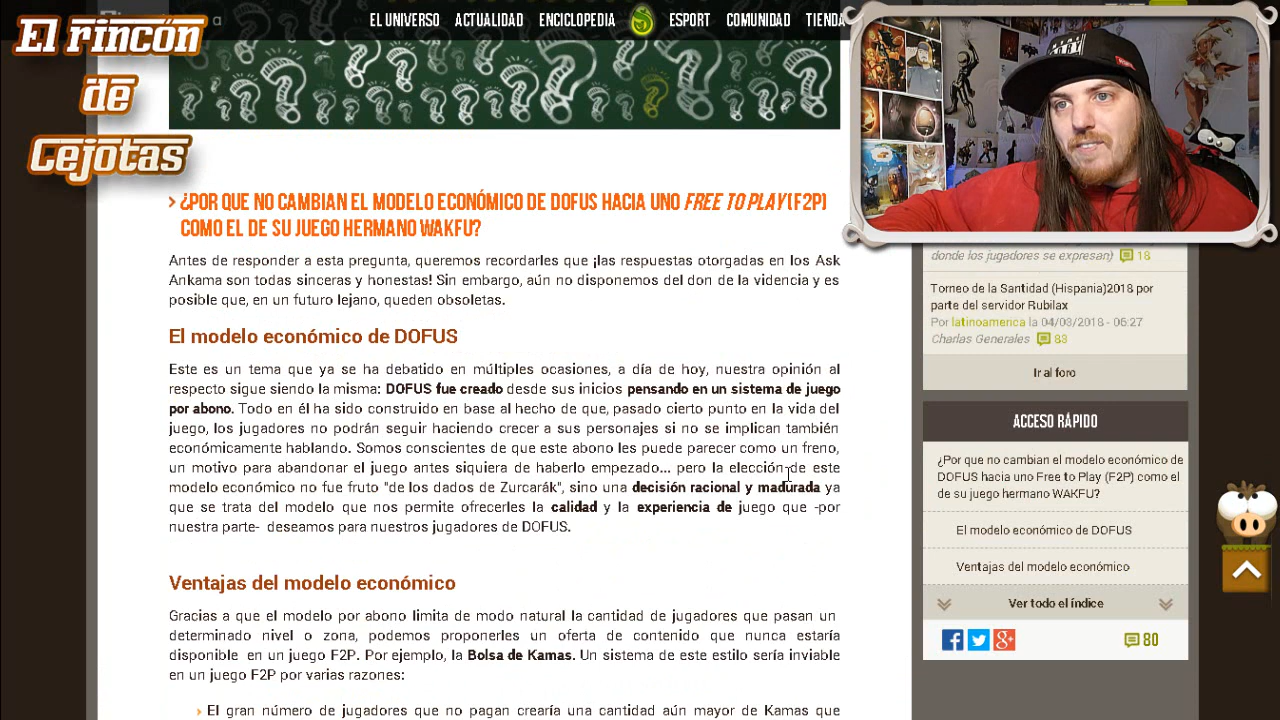 El rincón
de
Cejotas
EL UNIVERSO ACTUALIDAD ENCICLOPEDIA ESPORT COMUNIDAD TIENDA
¿POR QUE NO CAMBIAN EL MODELO ECONÓMICO DE DOFUS HACIA UNO FREE TO PLAY (F2P)
COMO EL DE SU JUEGO HERMANO WAKFU?
Antes de responder a esta pregunta, queremos recordarles que ¡las respuestas otorgadas en los Ask
Ankama son todas sinceras y honestas! Sin embargo, aún no disponemos del don de la videncia y es
posible que, en un futuro lejano, queden obsoletas.
El modelo económico de DOFUS
Este es un tema que ya se ha debatido en múltiples ocasiones, a día de hoy, nuestra opinión al
respecto sigue siendo la misma: DOFUS fue creado desde sus inicios pensando en un sistema de juego
por abono. Todo en él ha sido construido en base al hecho de que, pasado cierto punto en la vida del
juego, los jugadores no podrán seguir haciendo crecer a sus personajes si no se implican también
económicamente hablando. Somos conscientes de que este abono les puede parecer como un freno,
un motivo para abandonar el juego antes siquiera de haberlo empezado... pero la elección de este
modelo económico no fue fruto "de los dados de Zurcarák", sino una decisión racional y madurada ya
que se trata del modelo que nos permite ofrecerles la calidad y la experiencia de juego que -por
nuestra parte- deseamos para nuestros jugadores de DOFUS.
Ventajas del modelo económico
Gracias a que el modelo por abono limita de modo natural la cantidad de jugadores que pasan un
determinado nivel o zona, podemos proponerles un oferta de contenido que nunca estaría
disponible en un juego F2P. Por ejemplo, la Bolsa de Kamas. Un sistema de este estilo sería inviable
en un juego F2P por varias razones:
El gran número de jugadores que no pagan crearía una cantidad aún mayor de Kamas que
donde los jugadores se expresan) 18
Torneo de la Santidad (Hispania)2018 por
parte del servidor Rubilax
Por latinoamerica la 04/03/2018 - 05:27
Charlas Generales 83
Ir al foro
ACCESO RÁPIDO
¿Por que no cambian el modelo económico de
DOFUS hacia uno Free to Play (F2P) como el
de su juego hermano WAKFU?
El modelo económico de DOFUS
Ventajas del modelo económico
Ver todo el índice
80